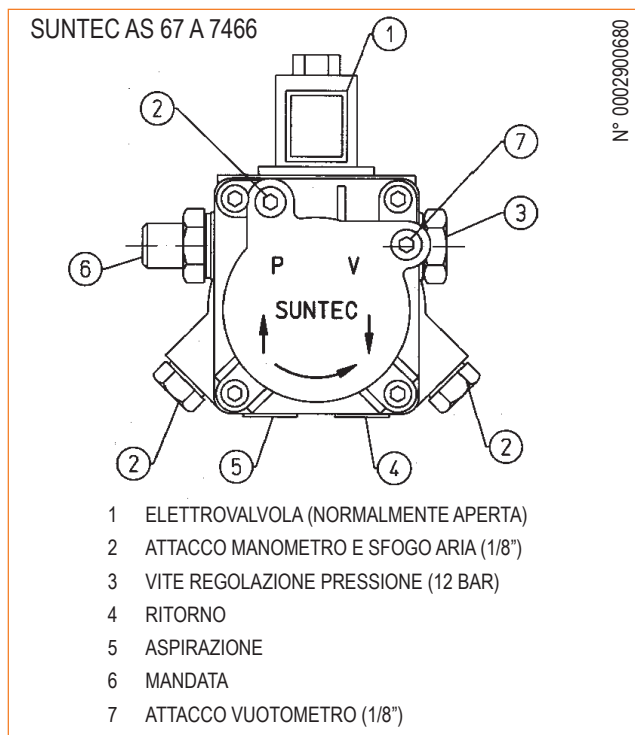 SUNTEC AS 67 A 7466
N° 0002900680
1
2
7
3
6
P V
SUNTEC
2
5
4
2
1 ELETTROVALVOLA (NORMALMENTE APERTA)
2 ATTACCO MANOMETRO E SFOGO ARIA (1/8”)
3 VITE REGOLAZIONE PRESSIONE (12 BAR)
4 RITORNO
5 ASPIRAZIONE
6 MANDATA
7 ATTACCO VUOTOMETRO (1/8”)